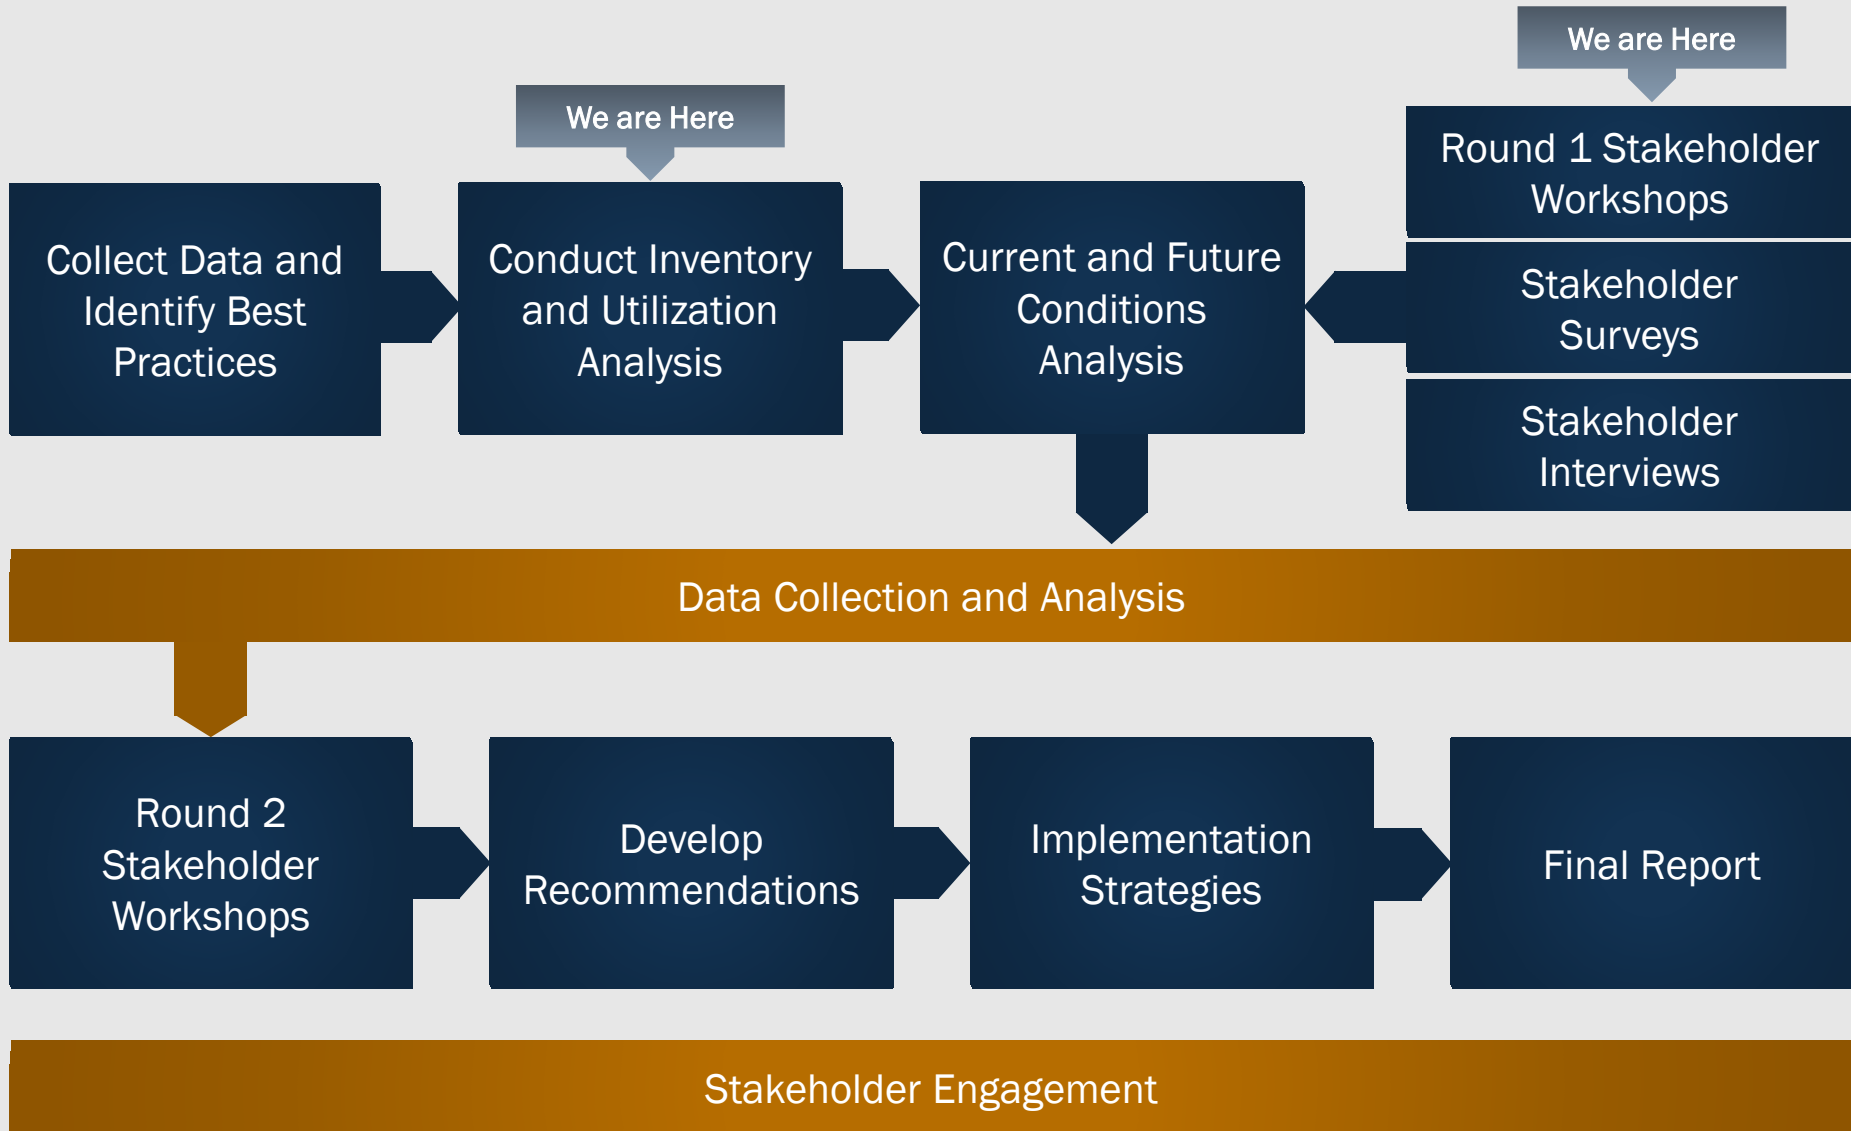 We are Here
We are Here
Collect Data and
Identify Best
Practices
Conduct Inventory
and Utilization
Analysis
Current and Future
Conditions
Analysis
Round 1 Stakeholder
Workshops
Stakeholder
Surveys
Stakeholder
Interviews
Data Collection and Analysis
Round 2
Stakeholder
Workshops
Develop
Recommendations
Implementation
Strategies
Final Report
Stakeholder Engagement